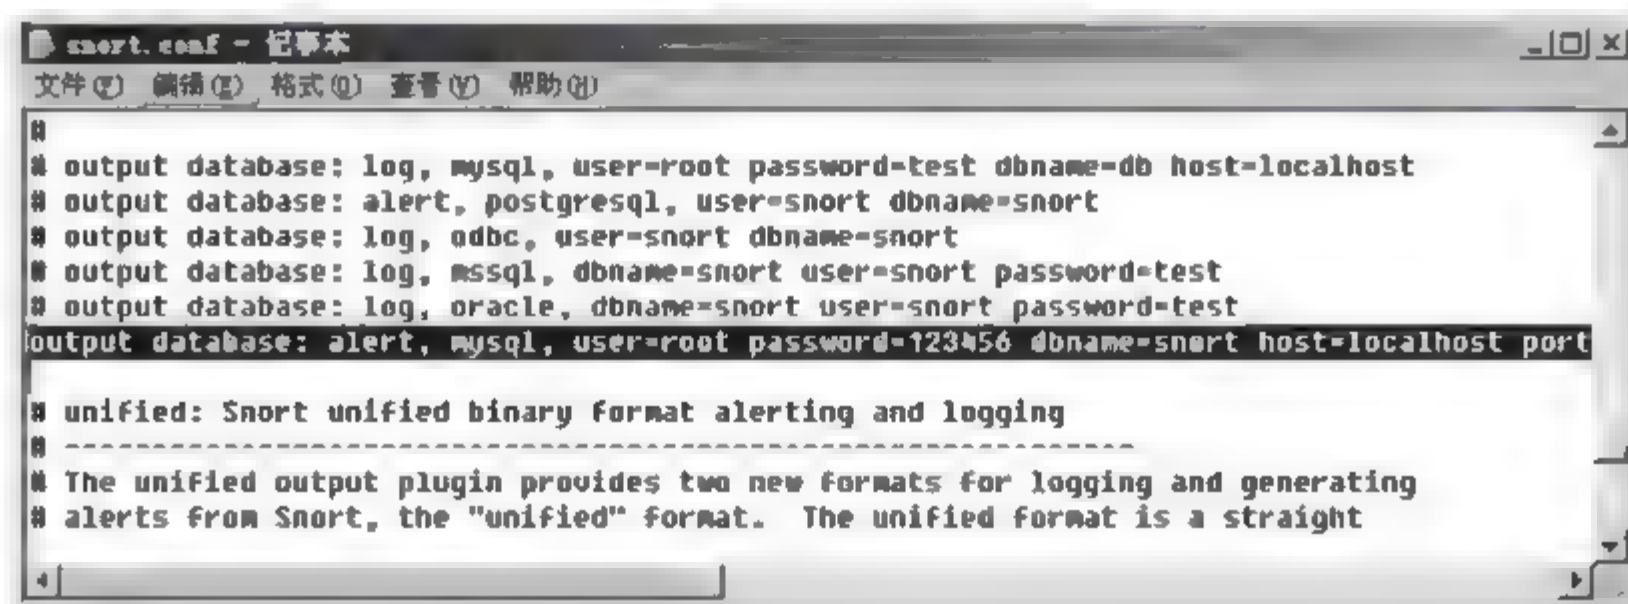 snort.conf - 记事本
文件(F) 编辑(E) 格式(O) 查看(V) 帮助(H)
#
# output database: log, mysql, user=root password=test dbname=db host=localhost
# output database: alert, postgresql, user=snort dbname=snort
# output database: log, odbc, user=snort dbname=snort
# output database: log, mssql, dbname=snort user=snort password=test
# output database: log, oracle, dbname=snort user=snort password=test
output database: alert, mysql, user=root password=123456 dbname=snort host=localhost port
# unified: Snort unified binary format alerting and logging
# -------------------------------------------------------------
# The unified output plugin provides two new formats for logging and generating
# alerts from Snort, the "unified" format.  The unified format is a straight